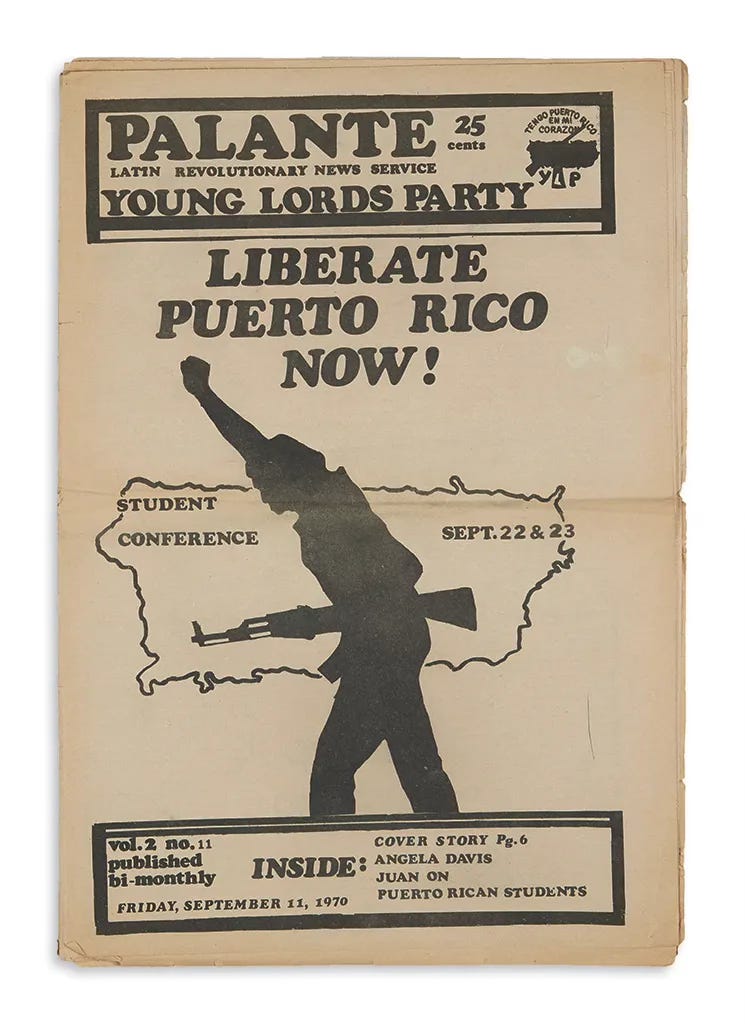 PALANTE
25
cents
LATIN REVOLUTIONARY NEWS SERVICE
YOUNG LORDS PARTY
TENGO PUERTO RICO
EN MI
CORAZON
YLP
LIBERATE
PUERTO RICO
NOW!
STUDENT
CONFERENCE
SEPT. 22 & 23
vol. 2 no. 11
published
bi-monthly
FRIDAY, SEPTEMBER 11, 1970
INSIDE:
COVER STORY Pg. 6
ANGELA DAVIS
JUAN ON
PUERTO RICAN STUDENTS